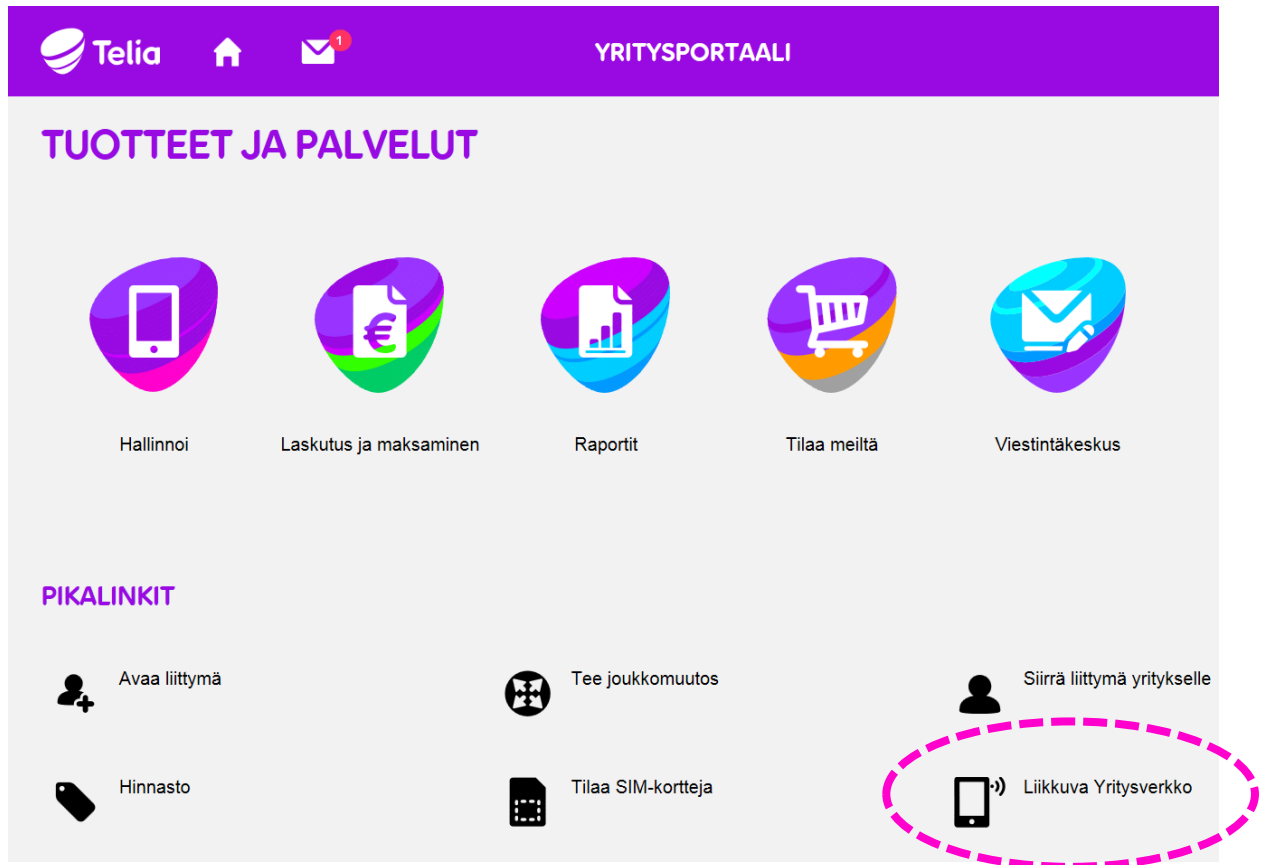 Telia
1
YRITYSPORTAALI
TUOTTEET JA PALVELUT
Hallinnoi
Laskutus ja maksaminen
Raportit
Tilaa meiltä
Viestintäkeskus
PIKALINKIT
Avaa liittymä
Tee joukkomuutos
Siirrä liittymä yritykselle
Hinnasto
Tilaa SIM-kortteja
Liikkuva Yritysverkko